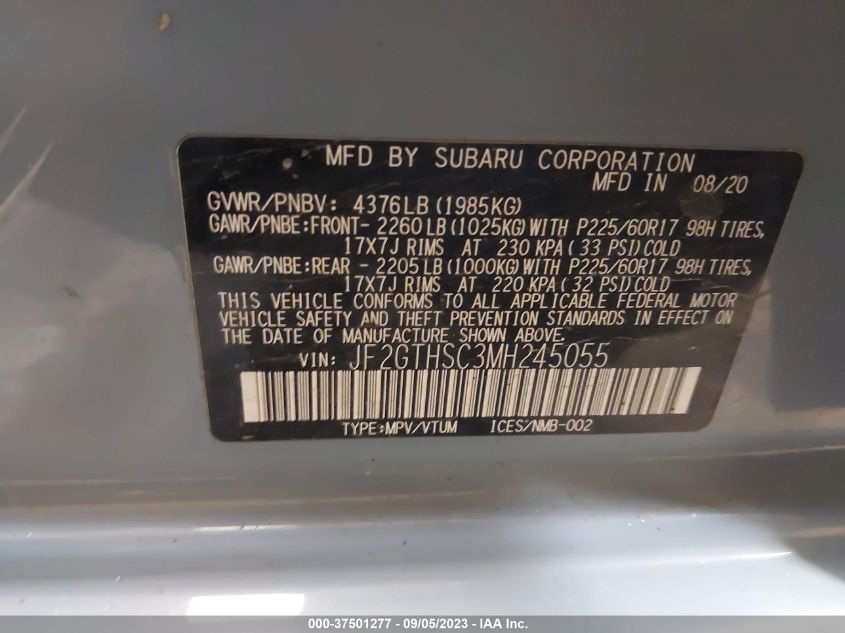 MFD BY SUBARU CORPORATION
MFD IN 08/20
GVWR/PNBV: 4376LB (1985KG)
GAWR/PNBE:FRONT- 2260LB (1025KG) WITH P225/60R17 98H TIRES,
17X7J RIMS AT 230 KPA ( 33 PSI) COLD
GAWR/PNBE:REAR - 2205LB (1000KG) WITH P225/60R17 98H TIRES,
17X7J RIMS AT 220 KPA ( 32 PSI) COLD
THIS VEHICLE CONFORMS TO ALL APPLICABLE FEDERAL MOTOR
VEHICLE SAFETY AND THEFT PREVENTION STANDARDS IN EFFECT ON
THE DATE OF MANUFACTURE SHOWN ABOVE.
VIN: JF2GTHSC3MH245055
TYPE:MPV/VTUM ICES/NMB-002
000-37501277 - 09/05/2023 - IAA Inc.